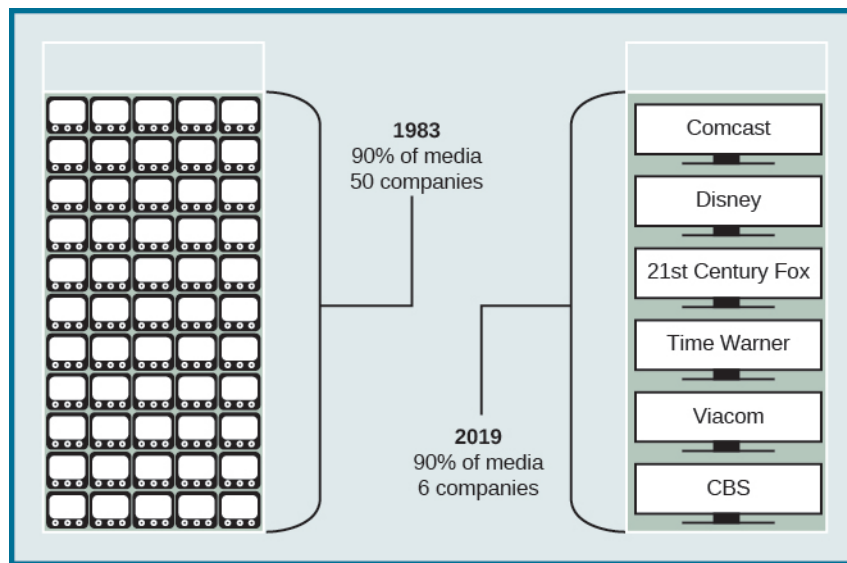 1983
90% of media
50 companies
2019
90% of media
6 companies
Comcast
Disney
21st Century Fox
Time Warner
Viacom
CBS